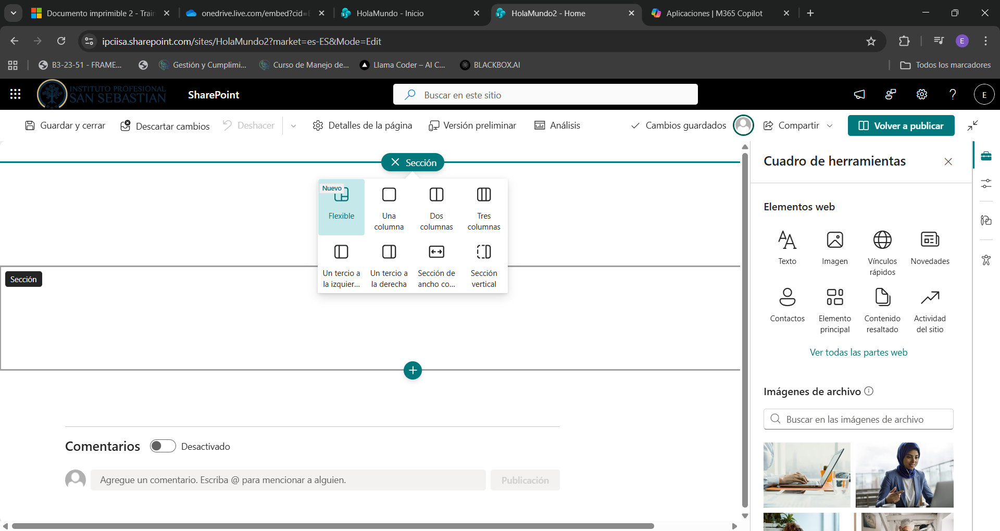 Documento imprimible 2 - Train
onedrive.live.com/embed?cid=
HolaMundo - Inicio
HolaMundo2 - Home
Aplicaciones | M365 Copilot
ipciisa.sharepoint.com/sites/HolaMundo2?market=es-ES&Mode=Edit
E
B3-23-51 - FRAME...
Gestión y Cumplimi...
Curso de Manejo de...
Llama Coder – AI C...
BLACKBOX.AI
Todos los marcadores
INSTITUTO PROFESIONAL
SAN SEBASTIAN
SharePoint
Buscar en este sitio
E
Guardar y cerrar
Descartar cambios
Deshacer
Detalles de la página
Versión preliminar
Análisis
Cambios guardados
Compartir
Volver a publicar
Sección
Nuevo
Flexible
Una
columna
Dos
columnas
Tres
columnas
Un tercio a
la izquier...
Un tercio a
la derecha
Sección de
ancho co...
Sección
vertical
Sección
Comentarios
Desactivado
Agregue un comentario. Escriba @ para mencionar a alguien.
Publicación
Cuadro de herramientas
Elementos web
Texto
Imagen
Vínculos
rápidos
Novedades
Contactos
Elemento
principal
Contenido
resaltado
Actividad
del sitio
Ver todas las partes web
Imágenes de archivo
Buscar en las imágenes de archivo